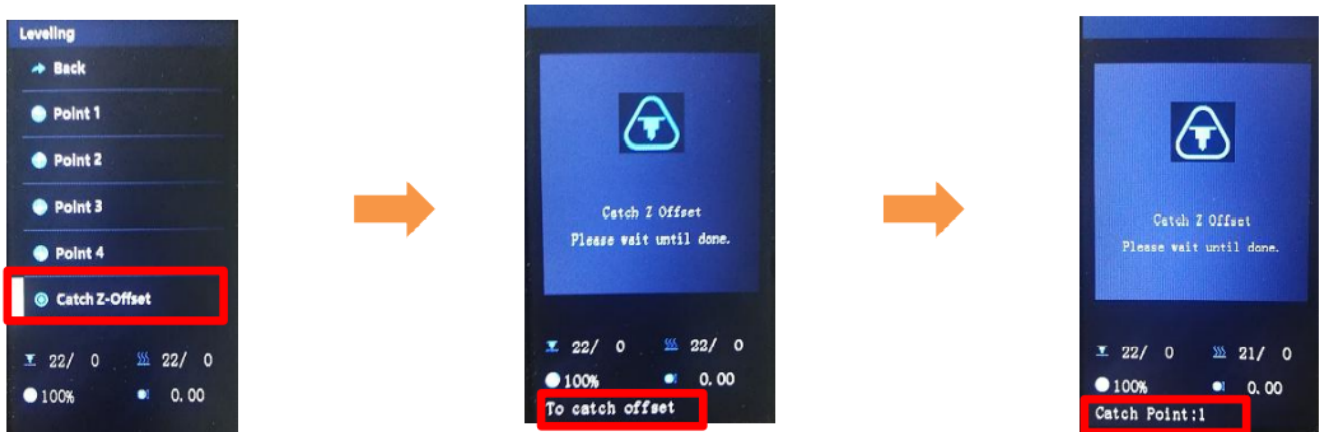 Leveling
Back
Point 1
Point 2
Point 3
Point 4
Catch Z-Offset
22/ 0 22/ 0
100% 0.00
Catch Z Offset
Please wait until done.
22/ 0 22/ 0
100% 0.00
To catch offset
Catch Z Offset
Please wait until done.
22/ 0 21/ 0
100% 0.00
Catch Point:1